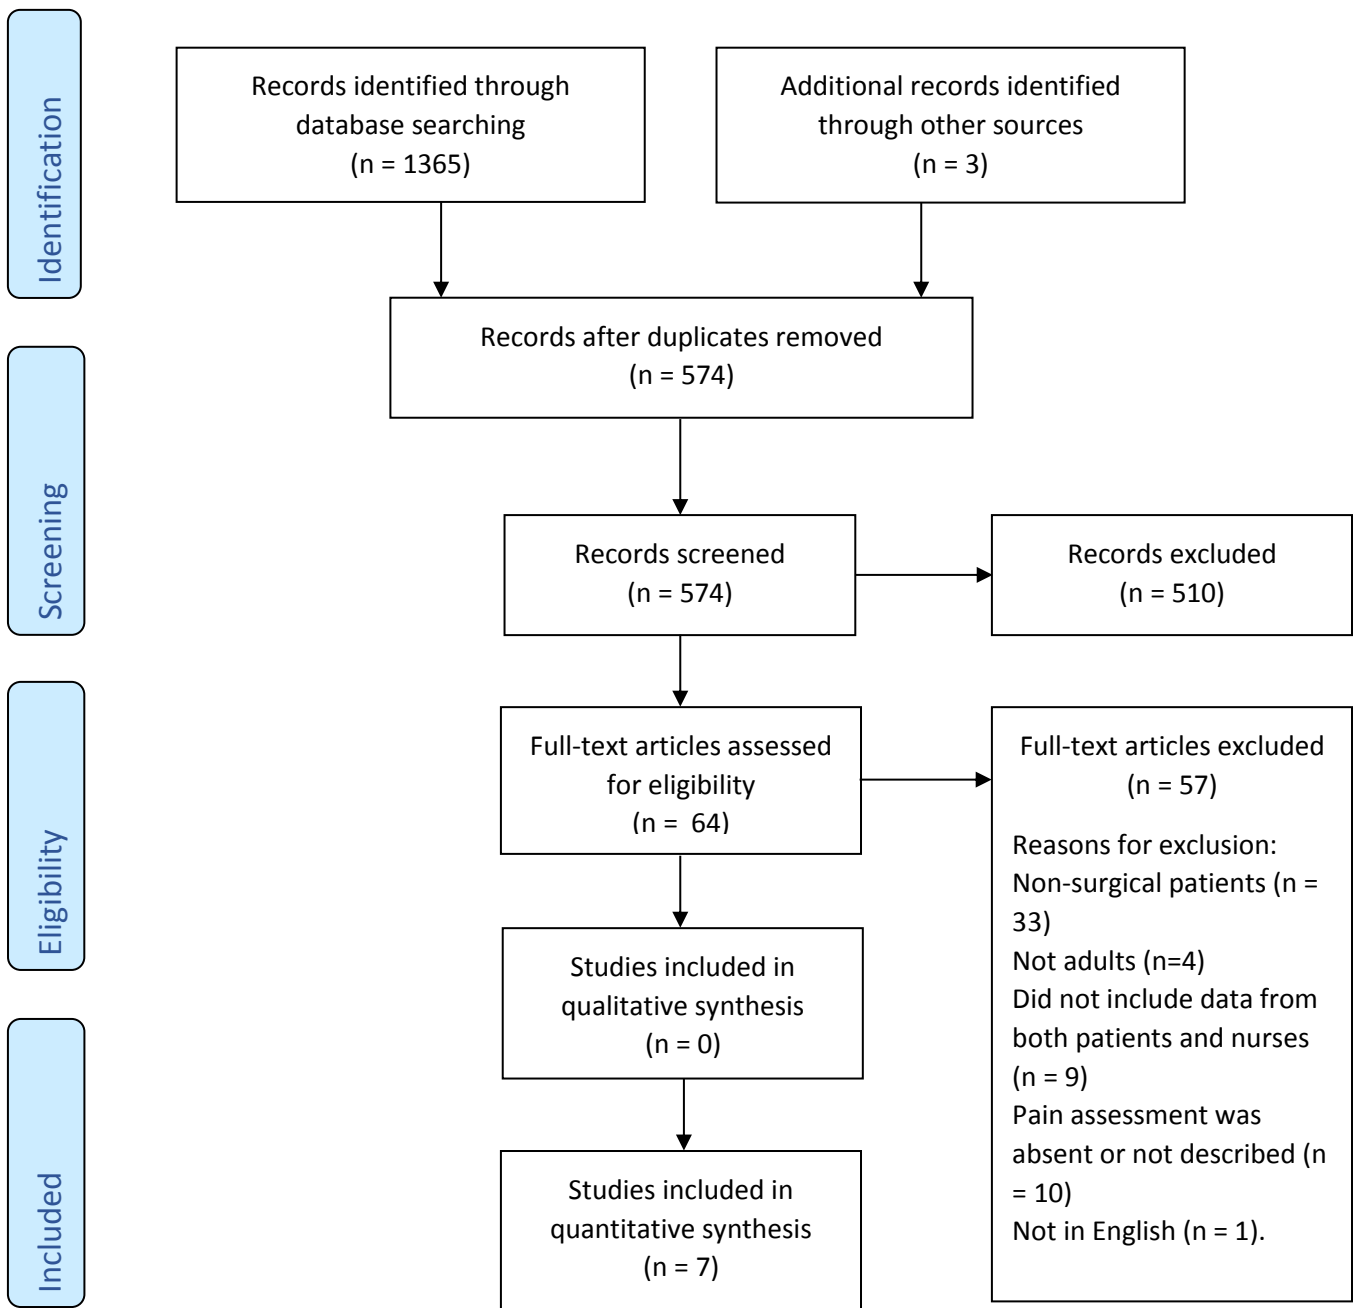 Identification
Records identified through
database searching
(n = 1365)
Additional records identified
through other sources
(n = 3)
Records after duplicates removed
(n = 574)
Screening
Records screened
(n = 574)
Records excluded
(n = 510)
Eligibility
Full-text articles assessed
for eligibility
(n = 64)
Full-text articles excluded
(n = 57)
Reasons for exclusion:
Non-surgical patients (n =
33)
Not adults (n=4)
Did not include data from
both patients and nurses
(n = 9)
Pain assessment was
absent or not described (n
= 10)
Not in English (n = 1).
Studies included in
qualitative synthesis
(n = 0)
Included
Studies included in
quantitative synthesis
(n = 7)